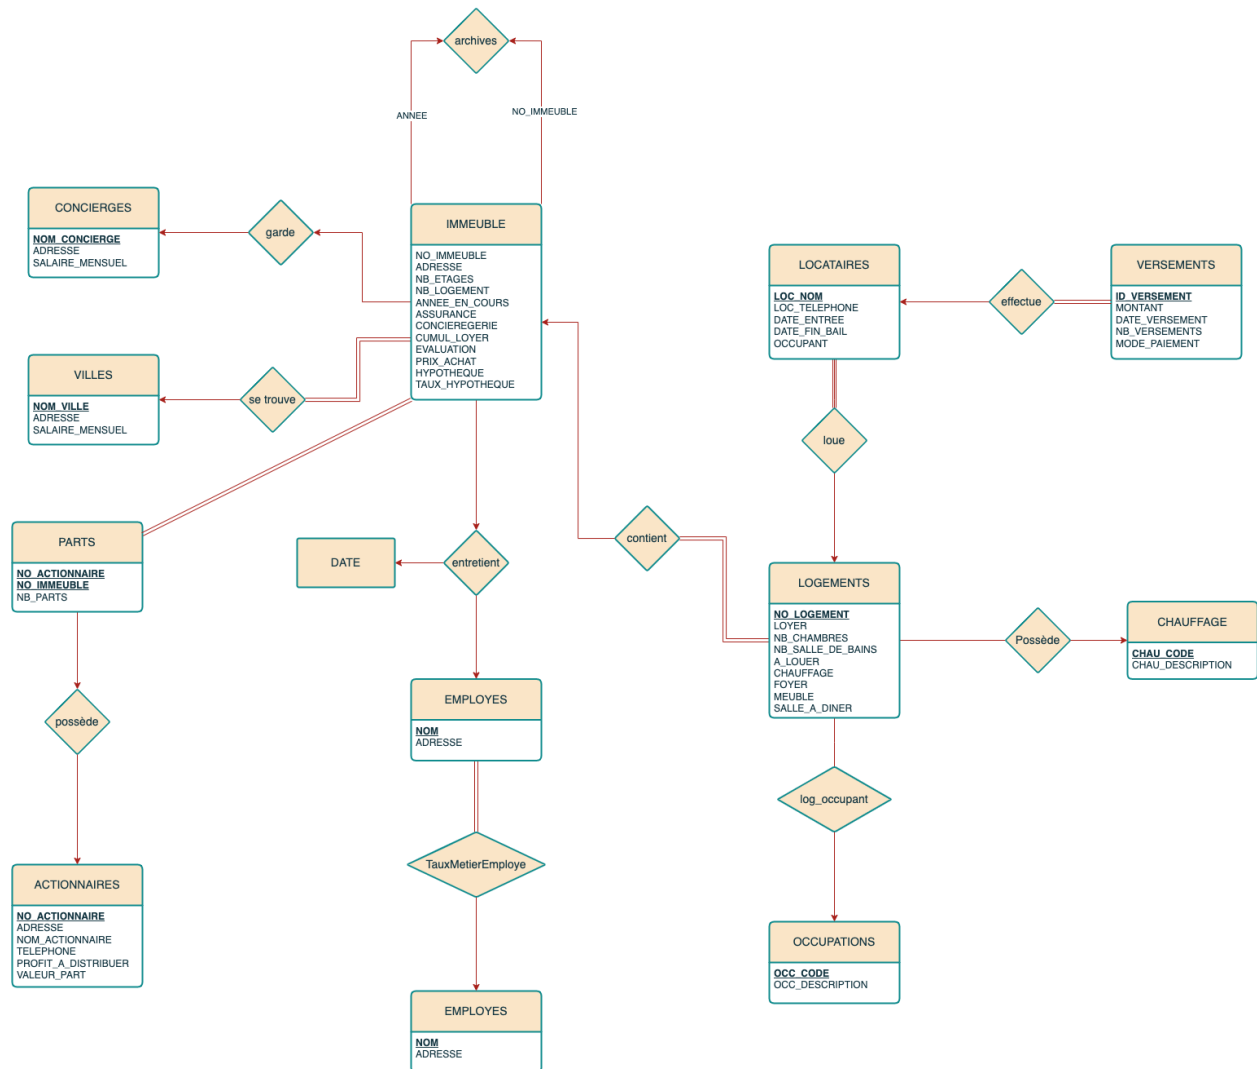 archives
ANNEE
NO_IMMEUBLE
CONCIERGES
NOM_CONCIERGE
ADRESSE
SALAIRE_MENSUEL
garde
IMMEUBLE
NO_IMMEUBLE
ADRESSE
NB_ETAGES
NB_LOGEMENT
ANNEE_EN_COURS
ASSURANCE
CONCIEREGERIE
CUMUL_LOYER
EVALUATION
PRIX_ACHAT
HYPOTHEQUE
TAUX_HYPOTHEQUE
LOCATAIRES
LOC_NOM
LOC_TELEPHONE
DATE_ENTREE
DATE_FIN_BAIL
OCCUPANT
effectue
VERSEMENTS
ID_VERSEMENT
MONTANT
DATE_VERSEMENT
NB_VERSEMENTS
MODE_PAIEMENT
VILLES
NOM_VILLE
ADRESSE
SALAIRE_MENSUEL
se trouve
loue
PARTS
NO_ACTIONNAIRE
NO_IMMEUBLE
NB_PARTS
DATE
entretient
contient
LOGEMENTS
NO_LOGEMENT
LOYER
NB_CHAMBRES
NB_SALLE_DE_BAINS
A_LOUER
CHAUFFAGE
FOYER
MEUBLE
SALLE_A_DINER
Possède
CHAUFFAGE
CHAU_CODE
CHAU_DESCRIPTION
possède
EMPLOYES
NOM
ADRESSE
log_occupant
TauxMetierEmploye
ACTIONNAIRES
NO_ACTIONNAIRE
ADRESSE
NOM_ACTIONNAIRE
TELEPHONE
PROFIT_A_DISTRIBUER
VALEUR_PART
OCCUPATIONS
OCC_CODE
OCC_DESCRIPTION
EMPLOYES
NOM
ADRESSE